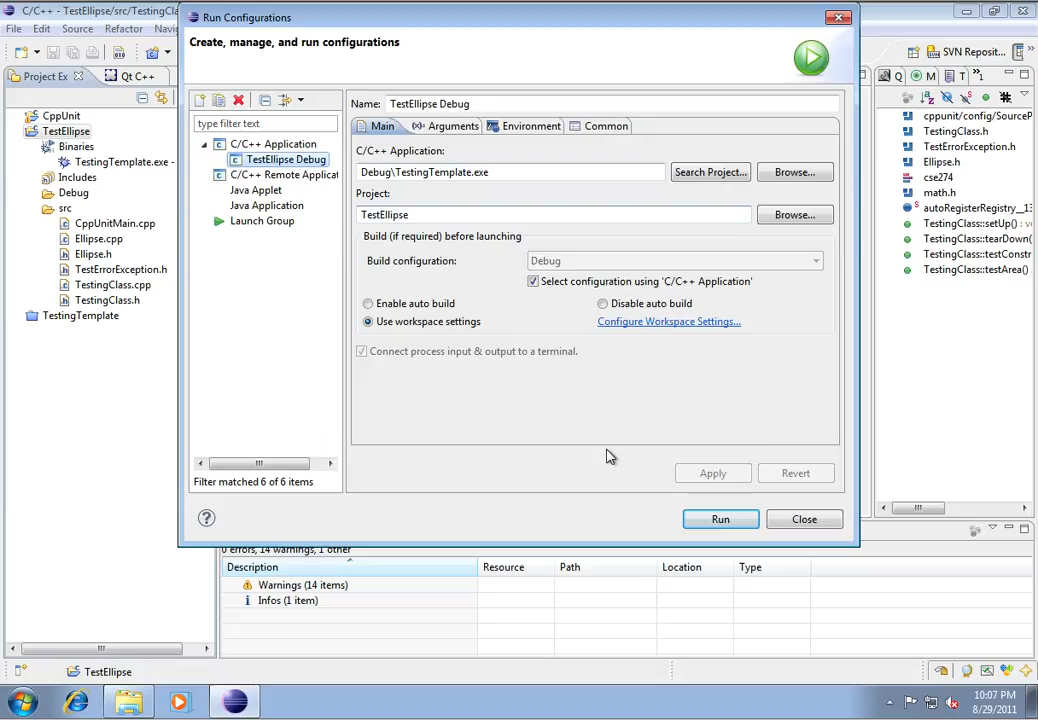 C/C++ - TestEllipse/src/TestingCla
File Edit Source Refactor Navig
SVN Reposit...
Project Ex
Qt C++
CppUnit
TestEllipse
Binaries
TestingTemplate.exe -
Includes
Debug
src
CppUnitMain.cpp
Ellipse.cpp
Ellipse.h
TestErrorException.h
TestingClass.cpp
TestingClass.h
TestingTemplate
Run Configurations
Create, manage, and run configurations
type filter text
C/C++ Application
TestEllipse Debug
C/C++ Remote Applicat
Java Applet
Java Application
Launch Group
Filter matched 6 of 6 items
Name: TestEllipse Debug
Main Arguments Environment Common
C/C++ Application:
Debug\TestingTemplate.exe
Search Project... Browse...
Project:
TestEllipse
Browse...
Build (if required) before launching
Build configuration: Debug
Select configuration using 'C/C++ Application'
Enable auto build Disable auto build
Use workspace settings Configure Workspace Settings...
Connect process input & output to a terminal.
Apply Revert
Run Close
Q M T »1
cppunit/config/SourceP
TestingClass.h
TestErrorException.h
Ellipse.h
cse274
math.h
autoRegisterRegistry__13
TestingClass::setUp() : vo
TestingClass::tearDown(
TestingClass::testConstr
TestingClass::testArea()
0 errors, 14 warnings, 1 other
Description Resource Path Location Type
Warnings (14 items)
Infos (1 item)
TestEllipse
10:07 PM
8/29/2011